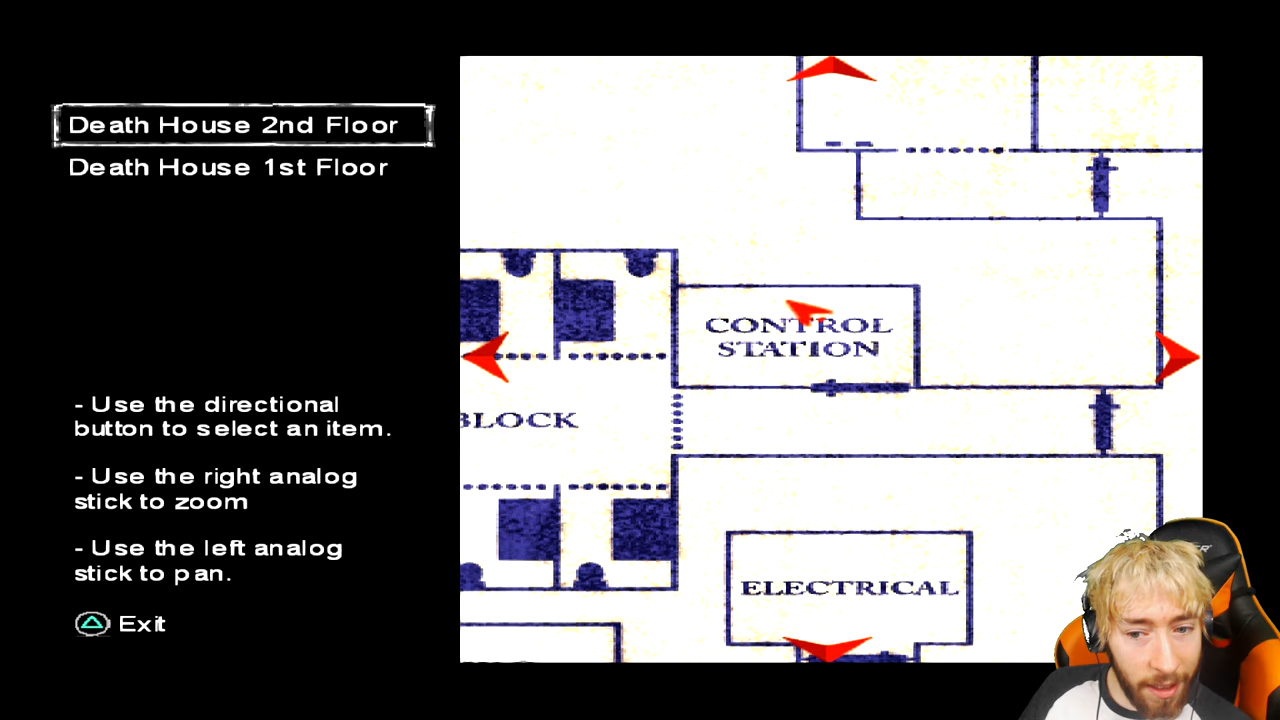 Death House 2nd Floor
Death House 1st Floor
CONTROL
STATION
BLOCK
ELECTRICAL
- Use the directional
button to select an item.
- Use the right analog
stick to zoom
- Use the left analog
stick to pan.
Exit